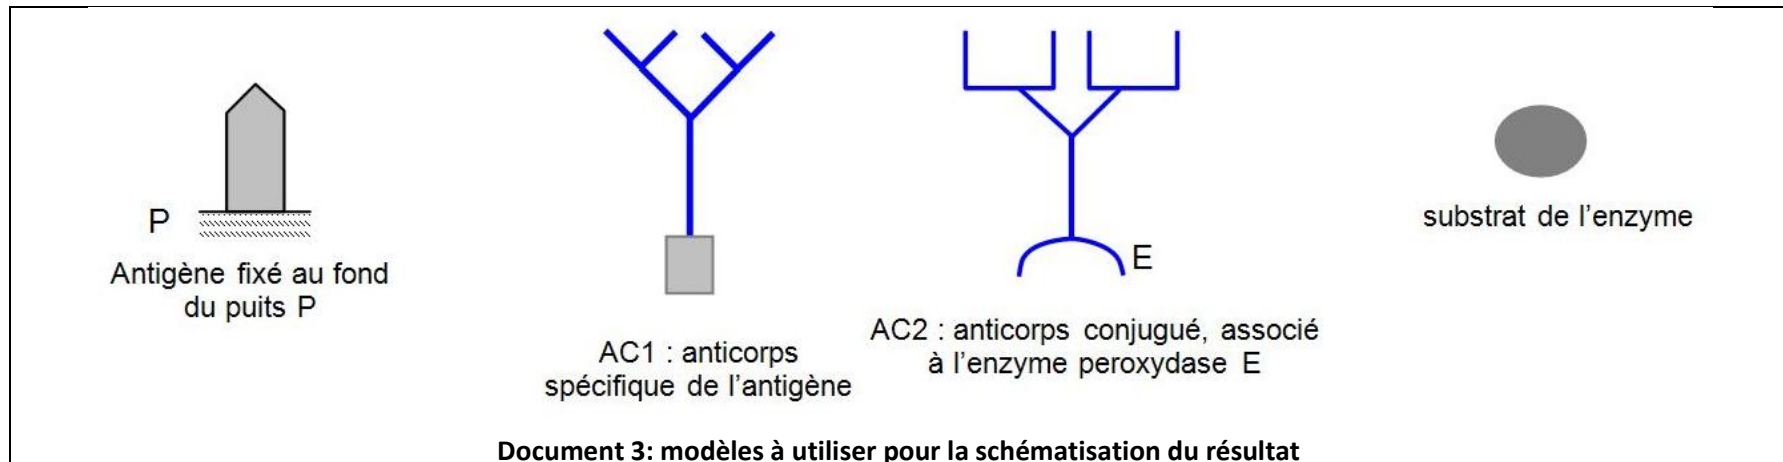 P
Antigène fixé au fond
du puits P
AC1 : anticorps
spécifique de l'antigène
E
AC2 : anticorps conjugué, associé
à l'enzyme peroxydase E
substrat de l'enzyme
Document 3: modèles à utiliser pour la schématisation du résultat